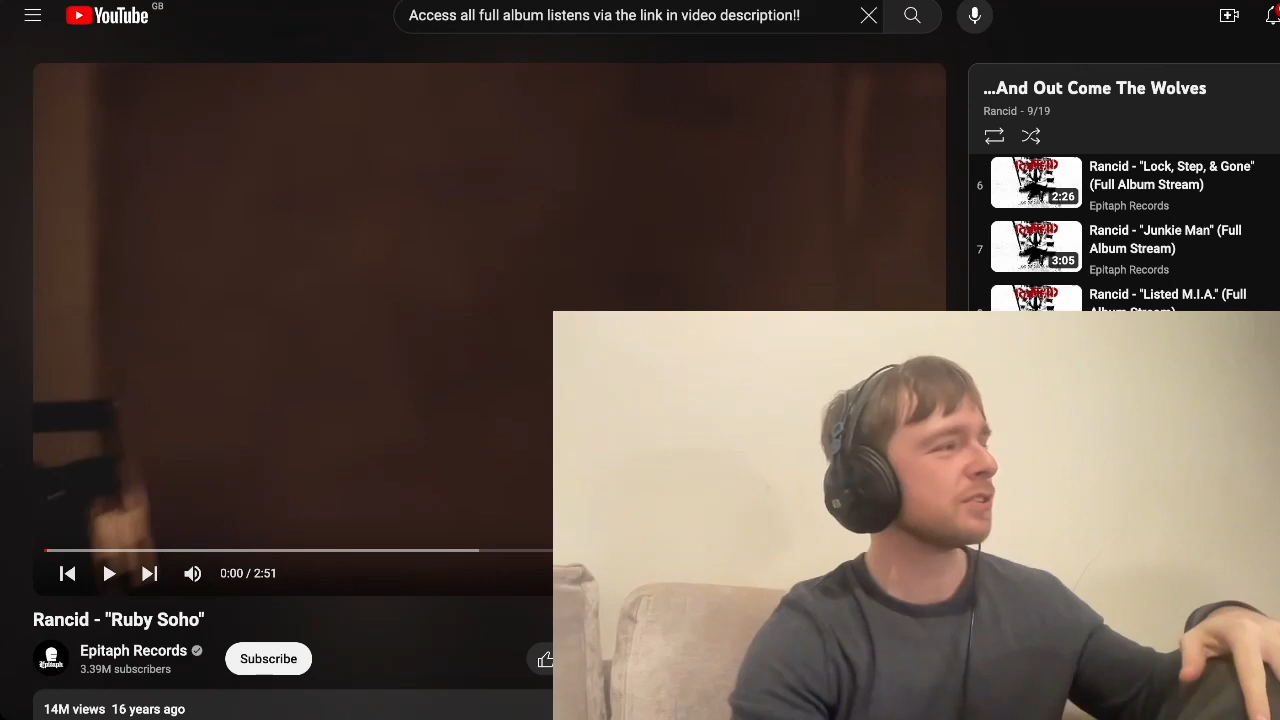 YouTube GB
Access all full album listens via the link in video description!!
...And Out Come The Wolves
Rancid - 9/19
6
Rancid - "Lock, Step, & Gone"
(Full Album Stream)
2:26
Epitaph Records
7
Rancid - "Junkie Man" (Full
Album Stream)
3:05
Epitaph Records
Rancid - "Listed M.I.A." (Full
Album Stream)
0:00 / 2:51
Rancid - "Ruby Soho"
Epitaph Records
3.39M subscribers
Subscribe
14M views 16 years ago